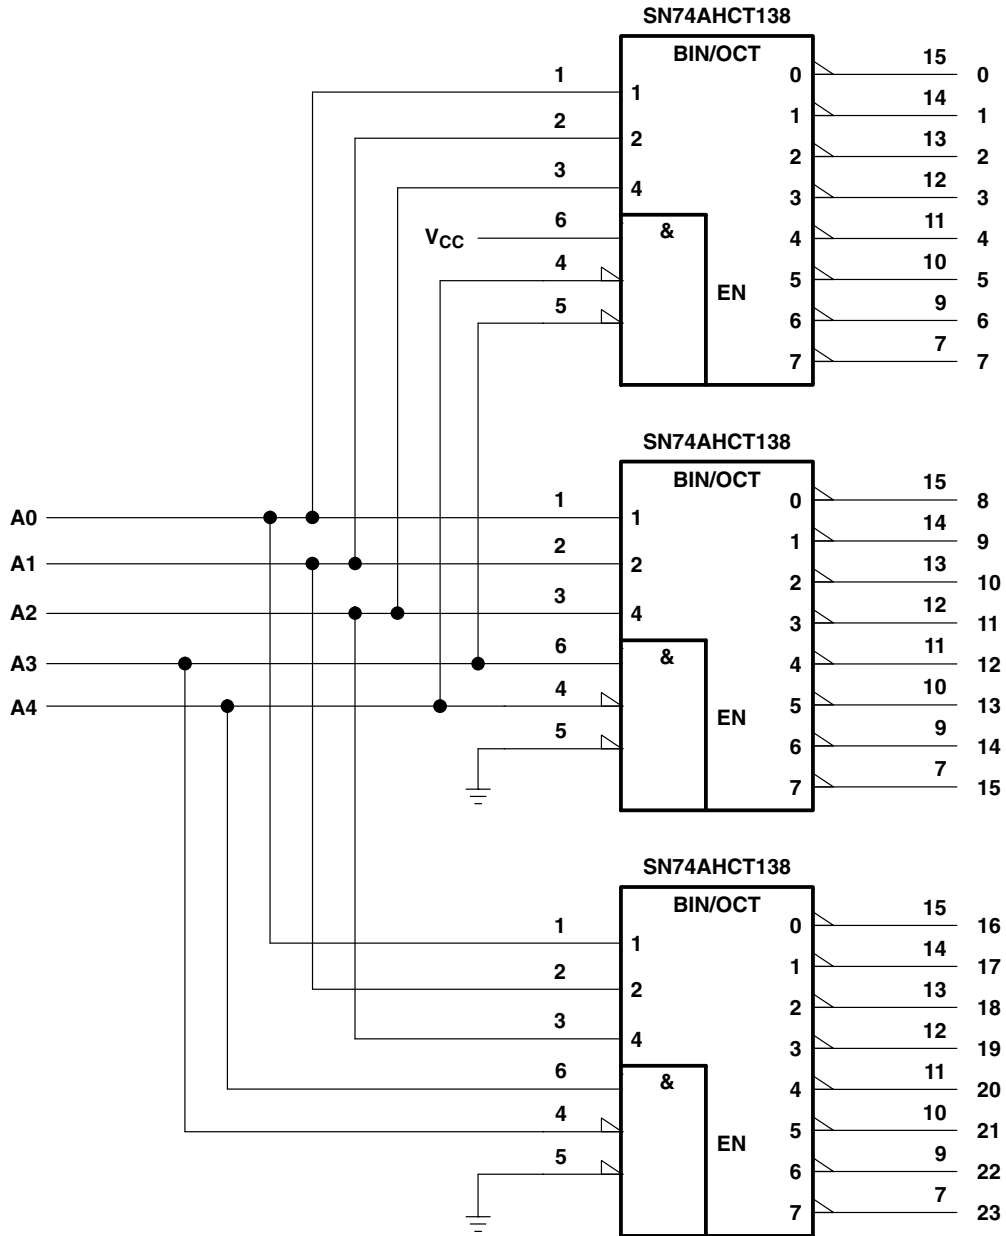 SN74AHCT138
BIN/OCT
1 1
2 2
3 4
VCC 6 &
4
5
EN
0 15 0
1 14 1
2 13 2
3 12 3
4 11 4
5 10 5
6 9 6
7 7 7
SN74AHCT138
BIN/OCT
A0 1 1
A1 2 2
A2 3 4
A3 6 &
A4 4
5
EN
0 15 8
1 14 9
2 13 10
3 12 11
4 11 12
5 10 13
6 9 14
7 7 15
SN74AHCT138
BIN/OCT
1 1
2 2
3 4
6 &
4
5
EN
0 15 16
1 14 17
2 13 18
3 12 19
4 11 20
5 10 21
6 9 22
7 7 23